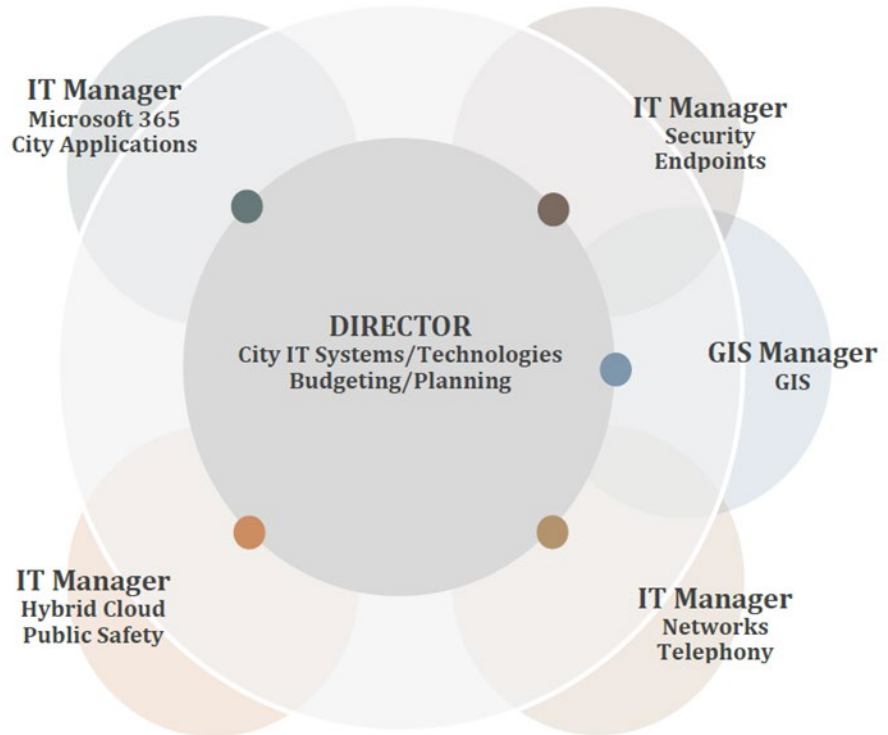 IT Manager
Microsoft 365
City Applications
IT Manager
Security
Endpoints
DIRECTOR
City IT Systems/Technologies
Budgeting/Planning
GIS Manager
GIS
IT Manager
Hybrid Cloud
Public Safety
IT Manager
Networks
Telephony